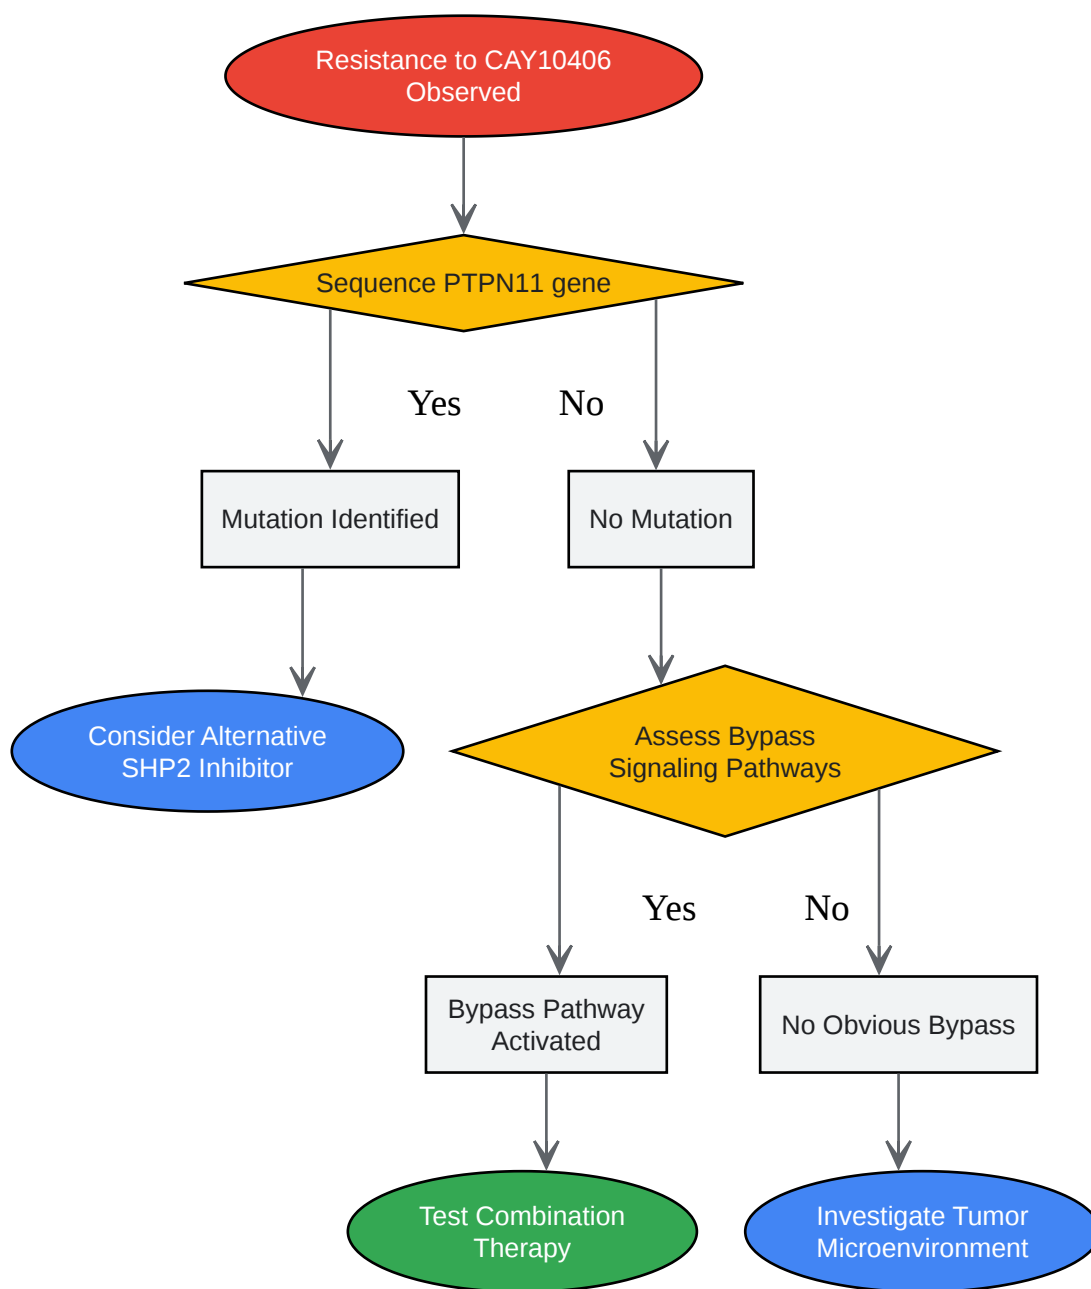 Resistance to CAY10406
Observed
Sequence PTPN11 gene
Yes
No
Mutation Identified
No Mutation
Consider Alternative
SHP2 Inhibitor
Assess Bypass
Signaling Pathways
Yes
No
Bypass Pathway
Activated
No Obvious Bypass
Test Combination
Therapy
Investigate Tumor
Microenvironment